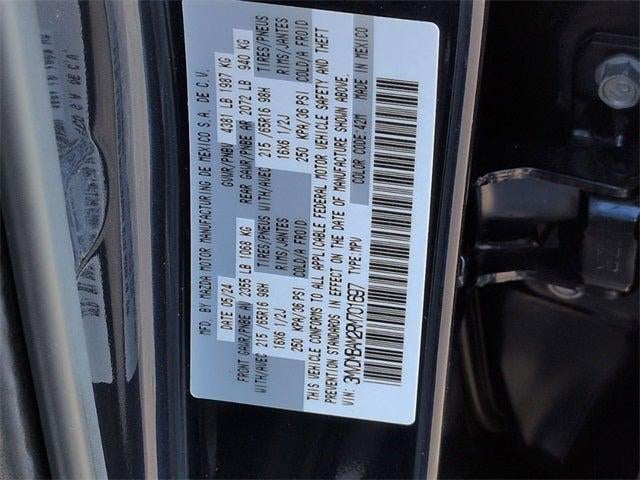 MFD BY MAZDA MOTOR MANUFACTURING DE MEXICO S.A. DE C.V.
DATE 05/24 GVWR/PNBV 4381 LB 1987 KG
FRONT GAWR/PNBE AV 2355 LB 1068 KG REAR GAWR/PNBE AR 2072 LB 940 KG
WITH/AVEC TIRES/PNEUS WITH/AVEC TIRES/PNEUS
215 /65R16 98H RIMS/JANTES 215 /65R16 98H RIMS/JANTES
16X6 1/2J 16X6 1/2J
250 KPA/36 PSI COLD/A FROID 250 KPA/36 PSI COLD/A FROID
THIS VEHICLE CONFORMS TO ALL APPLICABLE FEDERAL MOTOR VEHICLE SAFETY AND THEFT
PREVENTION STANDARDS IN EFFECT ON THE DATE OF MANUFACTURE SHOWN ABOVE.
VIN: TYPE:MPV COLOR CODE:42M MADE IN MEXICO